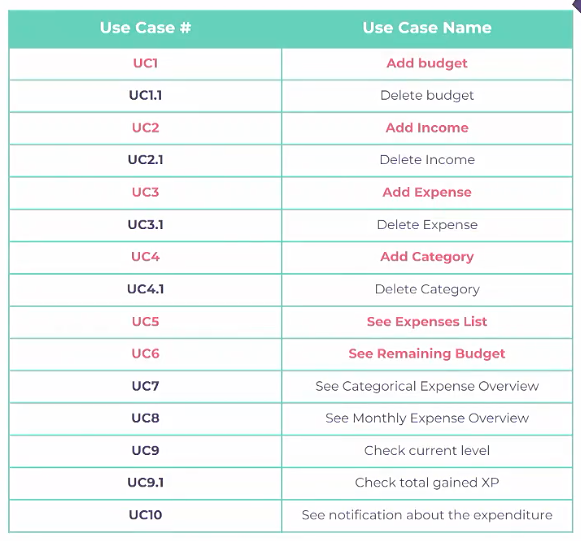 Use Case # Use Case Name
UC1 Add budget
UC1.1 Delete budget
UC2 Add Income
UC2.1 Delete Income
UC3 Add Expense
UC3.1 Delete Expense
UC4 Add Category
UC4.1 Delete Category
UC5 See Expenses List
UC6 See Remaining Budget
UC7 See Categorical Expense Overview
UC8 See Monthly Expense Overview
UC9 Check current level
UC9.1 Check total gained XP
UC10 See notification about the expenditure